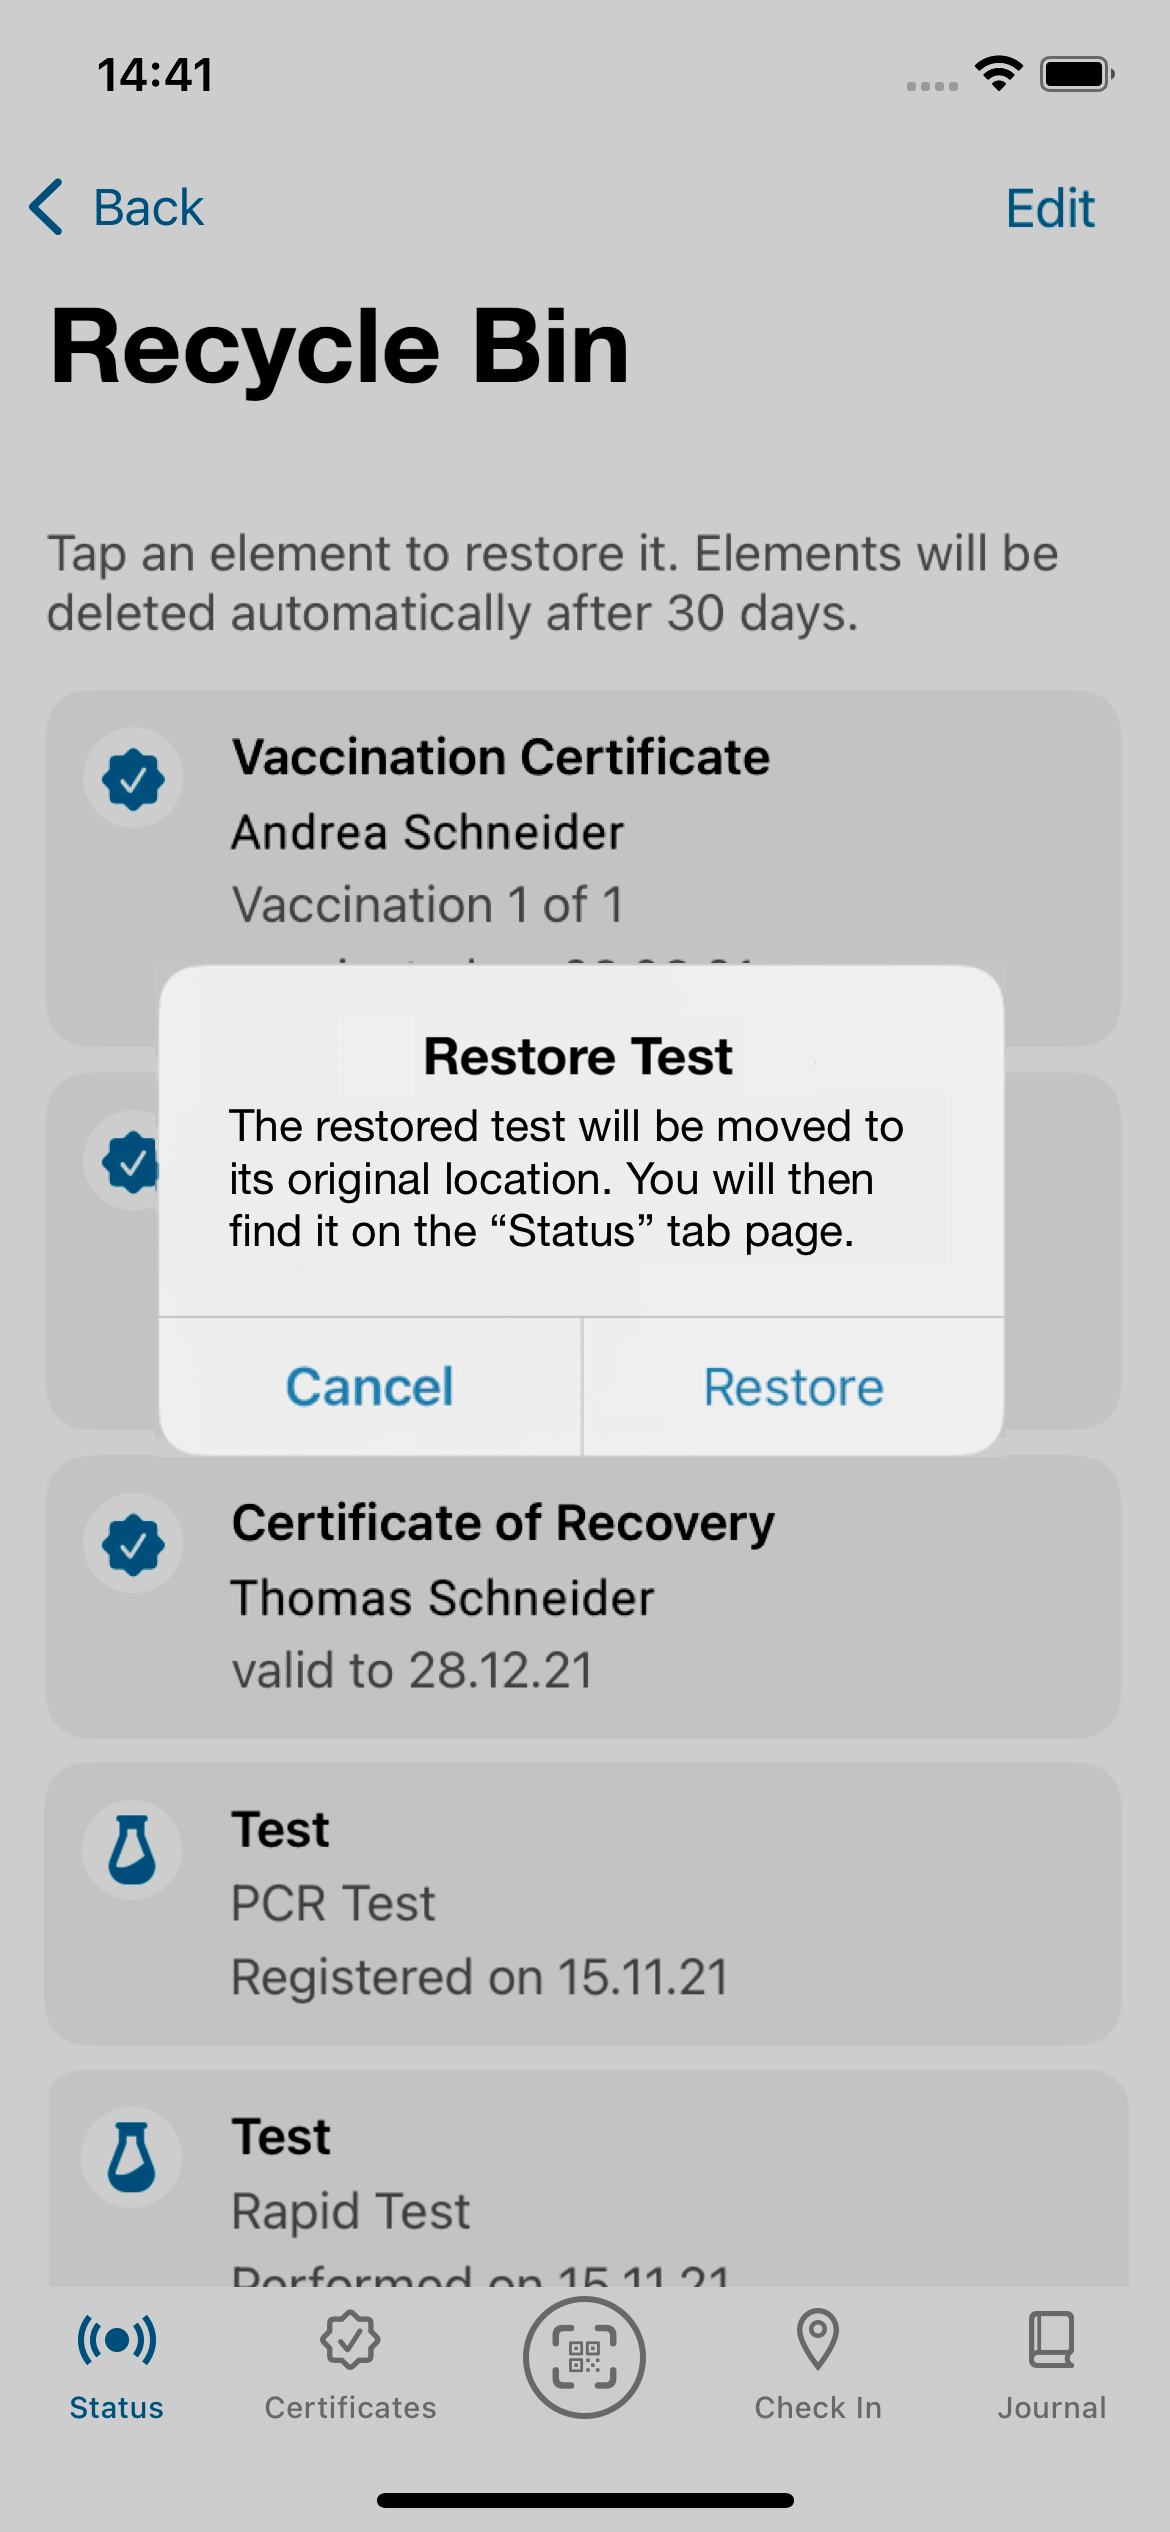 14:41
Back
Edit
Recycle Bin
Tap an element to restore it. Elements will be
deleted automatically after 30 days.
Vaccination Certificate
Andrea Schneider
Vaccination 1 of 1
Restore Test
The restored test will be moved to
its original location. You will then
find it on the “Status” tab page.
Cancel
Restore
Certificate of Recovery
Thomas Schneider
valid to 28.12.21
Test
PCR Test
Registered on 15.11.21
Test
Rapid Test
Performed on 15.11.21
Status
Certificates
Check In
Journal